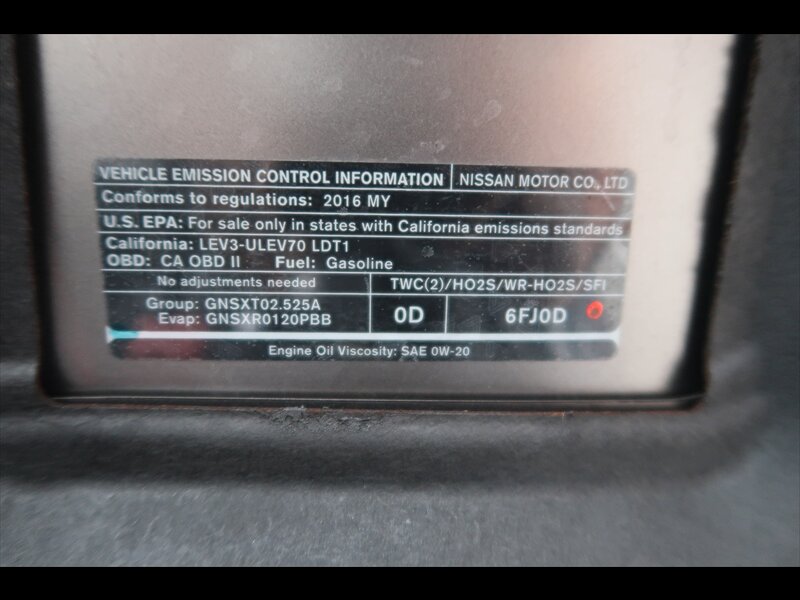 VEHICLE EMISSION CONTROL INFORMATION NISSAN MOTOR CO., LTD
Conforms to regulations: 2016 MY
U.S. EPA: For sale only in states with California emissions standards
California: LEV3-ULEV70 LDT1
OBD: CA OBD II Fuel: Gasoline
No adjustments needed TWC(2)/HO2S/WR-HO2S/SFI
Group: GNSXT02.525A
Evap: GNSXR0120PBB
0D 6FJ0D
Engine Oil Viscosity: SAE 0W-20